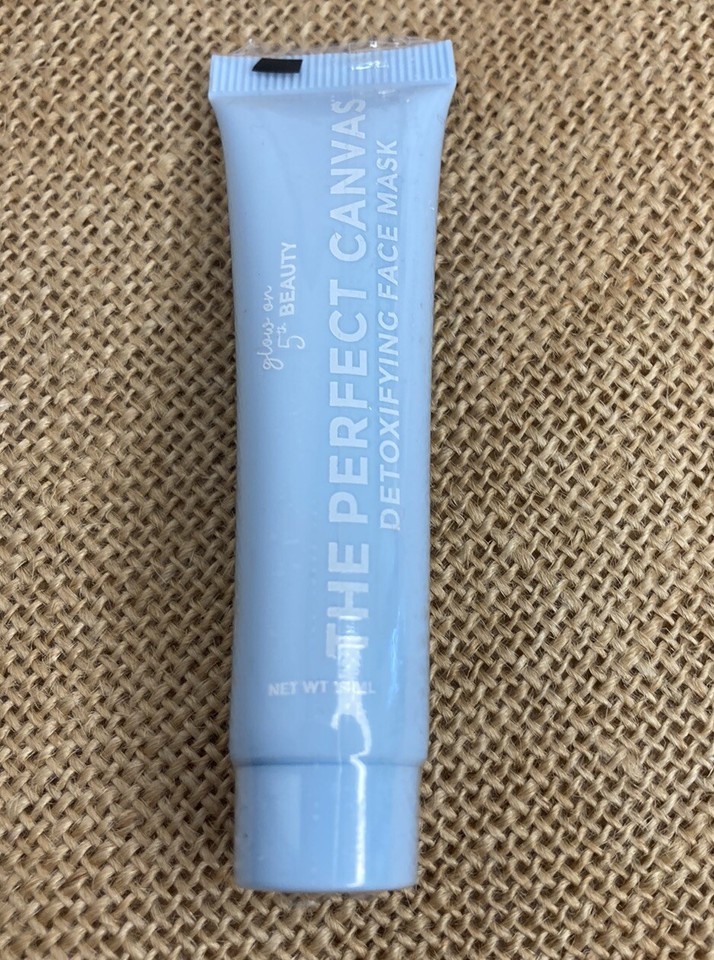 glow on
5th BEAUTY
THE PERFECT CANVAS
DETOXIFYING FACE MASK
NET WT